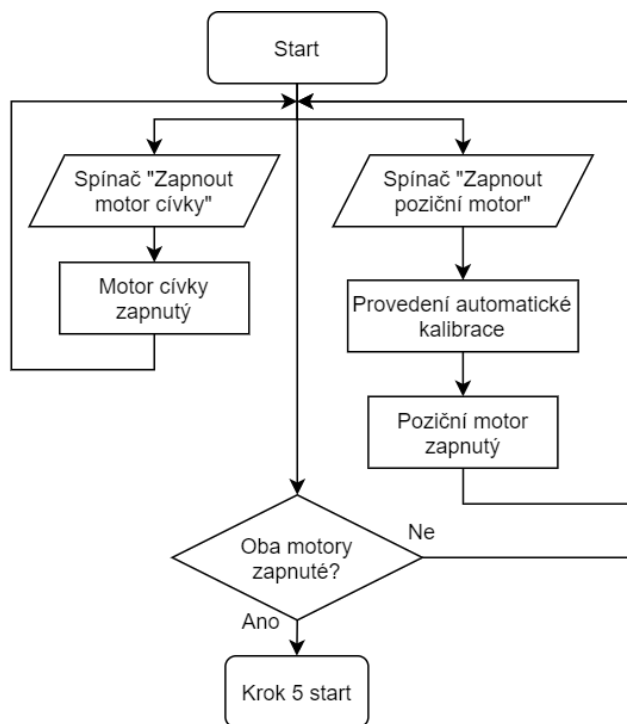 Start
Spínač "Zapnout
motor cívky"
Motor cívky
zapnutý
Spínač "Zapnout
poziční motor"
Provedení automatické
kalibrace
Poziční motor
zapnutý
Oba motory
zapnuté?
Ne
Ano
Krok 5 start